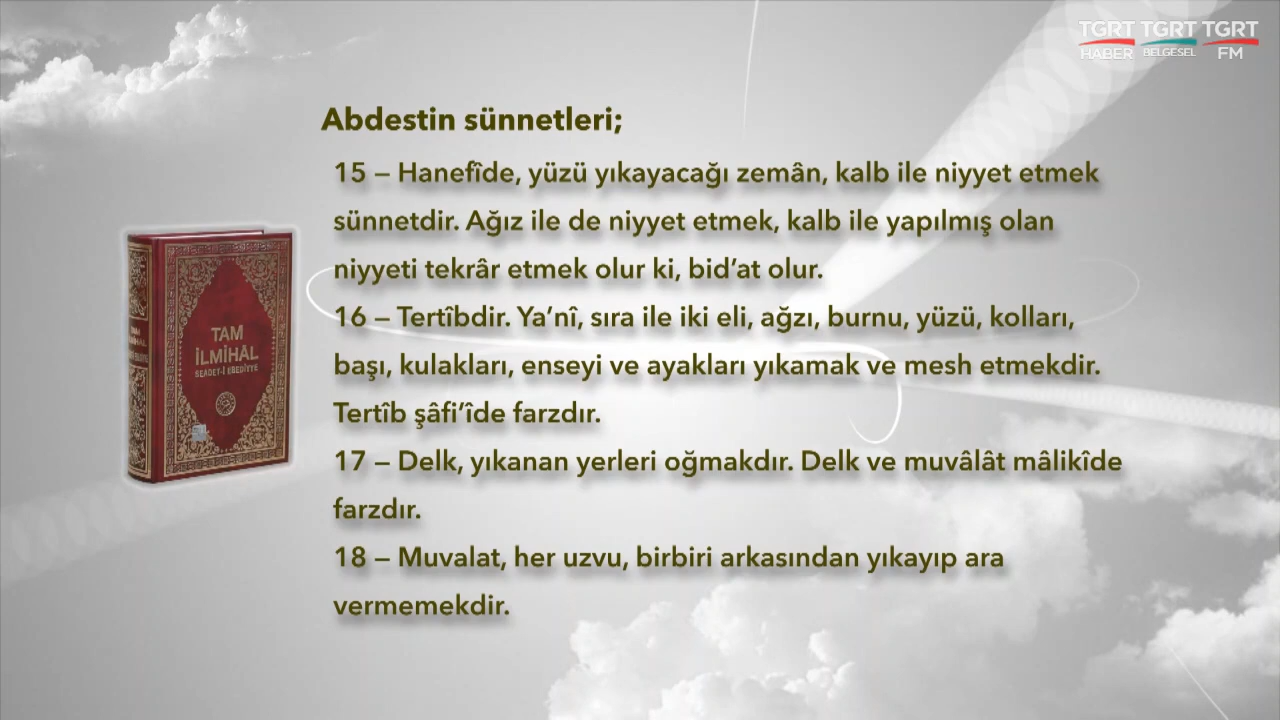 TGRT TGRT TGRT
HABER BELGESEL FM
Abdestin sünnetleri;
15 – Hanefîde, yüzü yıkayacağı zemân, kalb ile niyyet etmek
sünnetdir. Ağız ile de niyyet etmek, kalb ile yapılmış olan
niyyeti tekrâr etmek olur ki, bid’at olur.
16 – Tertîbdir. Ya’nî, sıra ile iki eli, ağzı, burnu, yüzü, kolları,
başı, kulakları, enseyi ve ayakları yıkamak ve mesh etmekdir.
Tertîb şâfi’îde farzdır.
17 – Delk, yıkanan yerleri oğmakdır. Delk ve muvâlât mâlikîde
farzdır.
18 – Muvalat, her uzvu, birbiri arkasından yıkayıp ara
vermemekdir.
TAM
İLMİHÂL
SEÂDET-İ EBEDİYYE